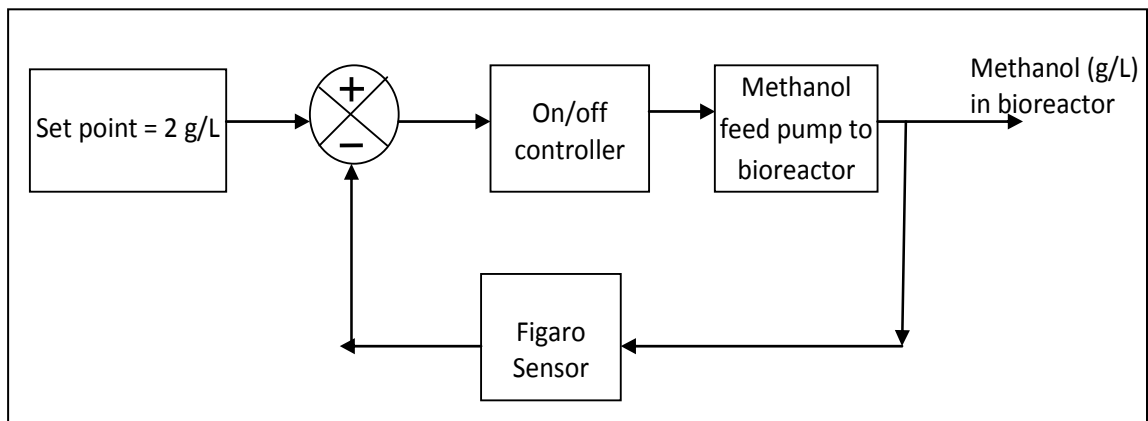 Set point = 2 g/L
+
−
On/off
controller
Methanol
feed pump to
bioreactor
Methanol (g/L)
in bioreactor
Figaro
Sensor